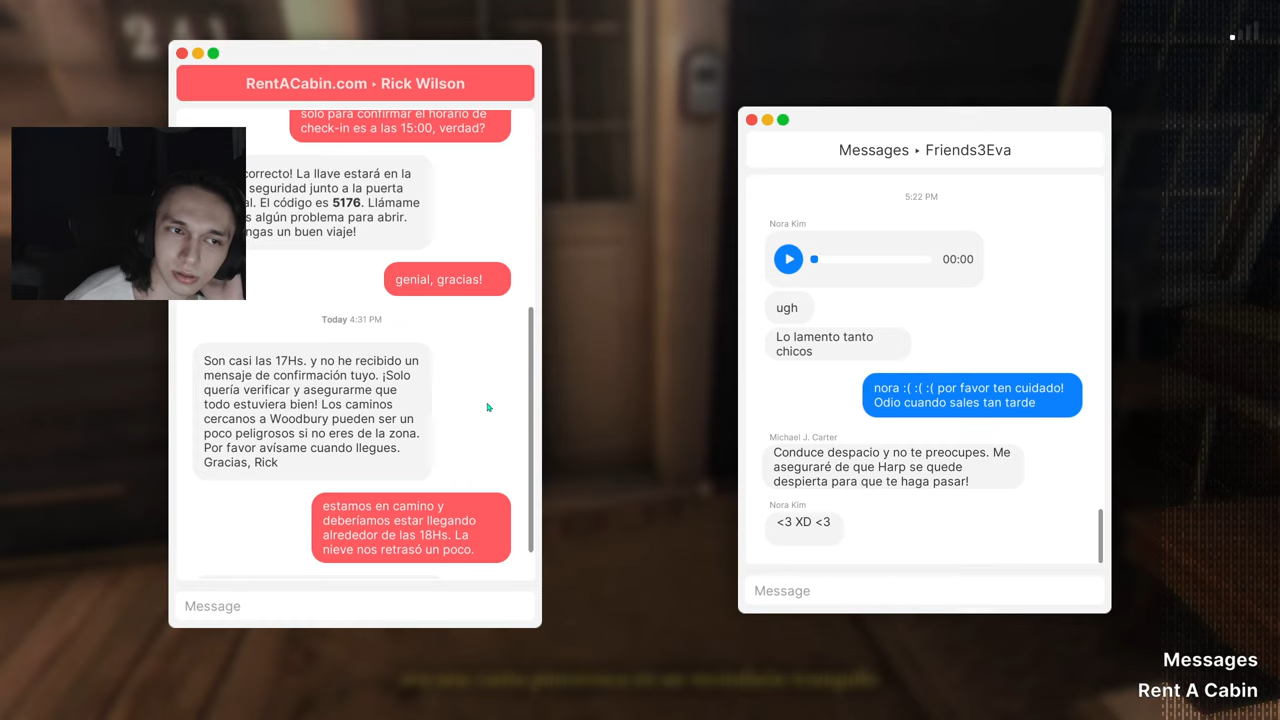 RentACabin.com ‣ Rick Wilson
solo para confirmar el horario de
check-in es a las 15:00, verdad?
correcto! La llave estará en la
seguridad junto a la puerta
al. El código es 5176. Llámame
s algún problema para abrir.
ngas un buen viaje!
genial, gracias!
Today 4:31 PM
Son casi las 17Hs. y no he recibido un
mensaje de confirmación tuyo. ¡Solo
quería verificar y asegurarme que
todo estuviera bien! Los caminos
cercanos a Woodbury pueden ser un
poco peligrosos si no eres de la zona.
Por favor avísame cuando llegues.
Gracias, Rick
estamos en camino y
deberíamos estar llegando
alrededor de las 18Hs. La
nieve nos retrasó un poco.
Message
Messages ‣ Friends3Eva
5:22 PM
Nora Kim
00:00
ugh
Lo lamento tanto
chicos
nora :( :( :( por favor ten cuidado!
Odio cuando sales tan tarde
Michael J. Carter
Conduce despacio y no te preocupes. Me
aseguraré de que Harp se quede
despierta para que te haga pasar!
Nora Kim
<3 XD <3
Message
Messages
Rent A Cabin